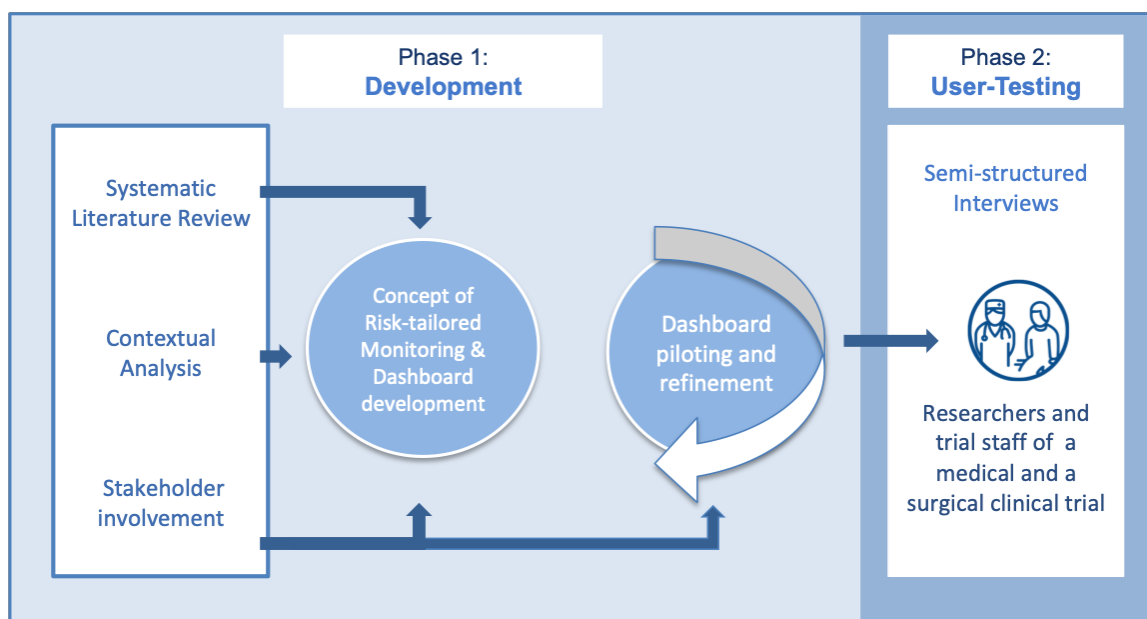 Phase 1:
Development
Phase 2:
User-Testing
Systematic
Literature Review
Contextual
Analysis
Stakeholder
involvement
Concept of
Risk-tailored
Monitoring &
Dashboard
development
Dashboard
piloting and
refinement
Semi-structured
Interviews
Researchers and
trial staff of a
medical and a
surgical clinical trial